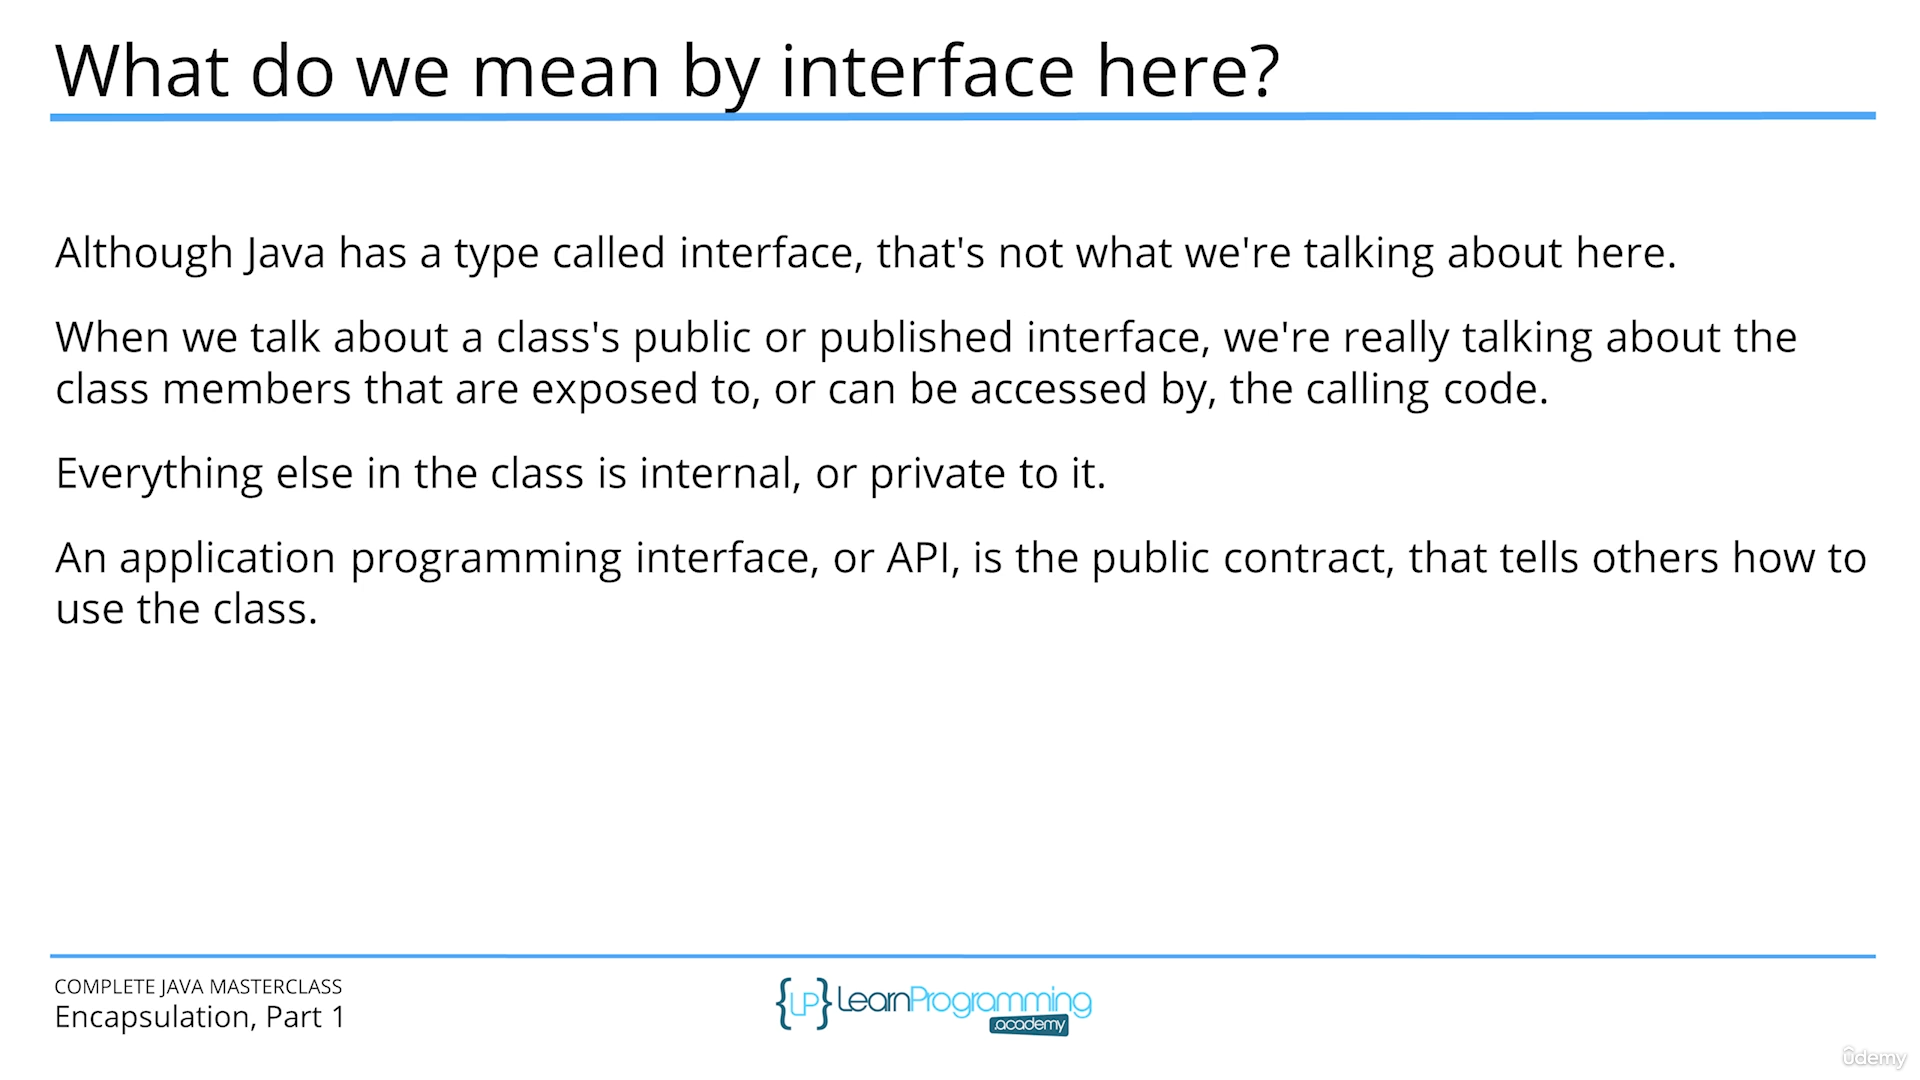 What do we mean by interface here?
Although Java has a type called interface, that's not what we're talking about here.
When we talk about a class's public or published interface, we're really talking about the
class members that are exposed to, or can be accessed by, the calling code.
Everything else in the class is internal, or private to it.
An application programming interface, or API, is the public contract, that tells others how to
use the class.
COMPLETE JAVA MASTERCLASS
Encapsulation, Part 1
{LP} LearnProgramming
.academy
ûdemy